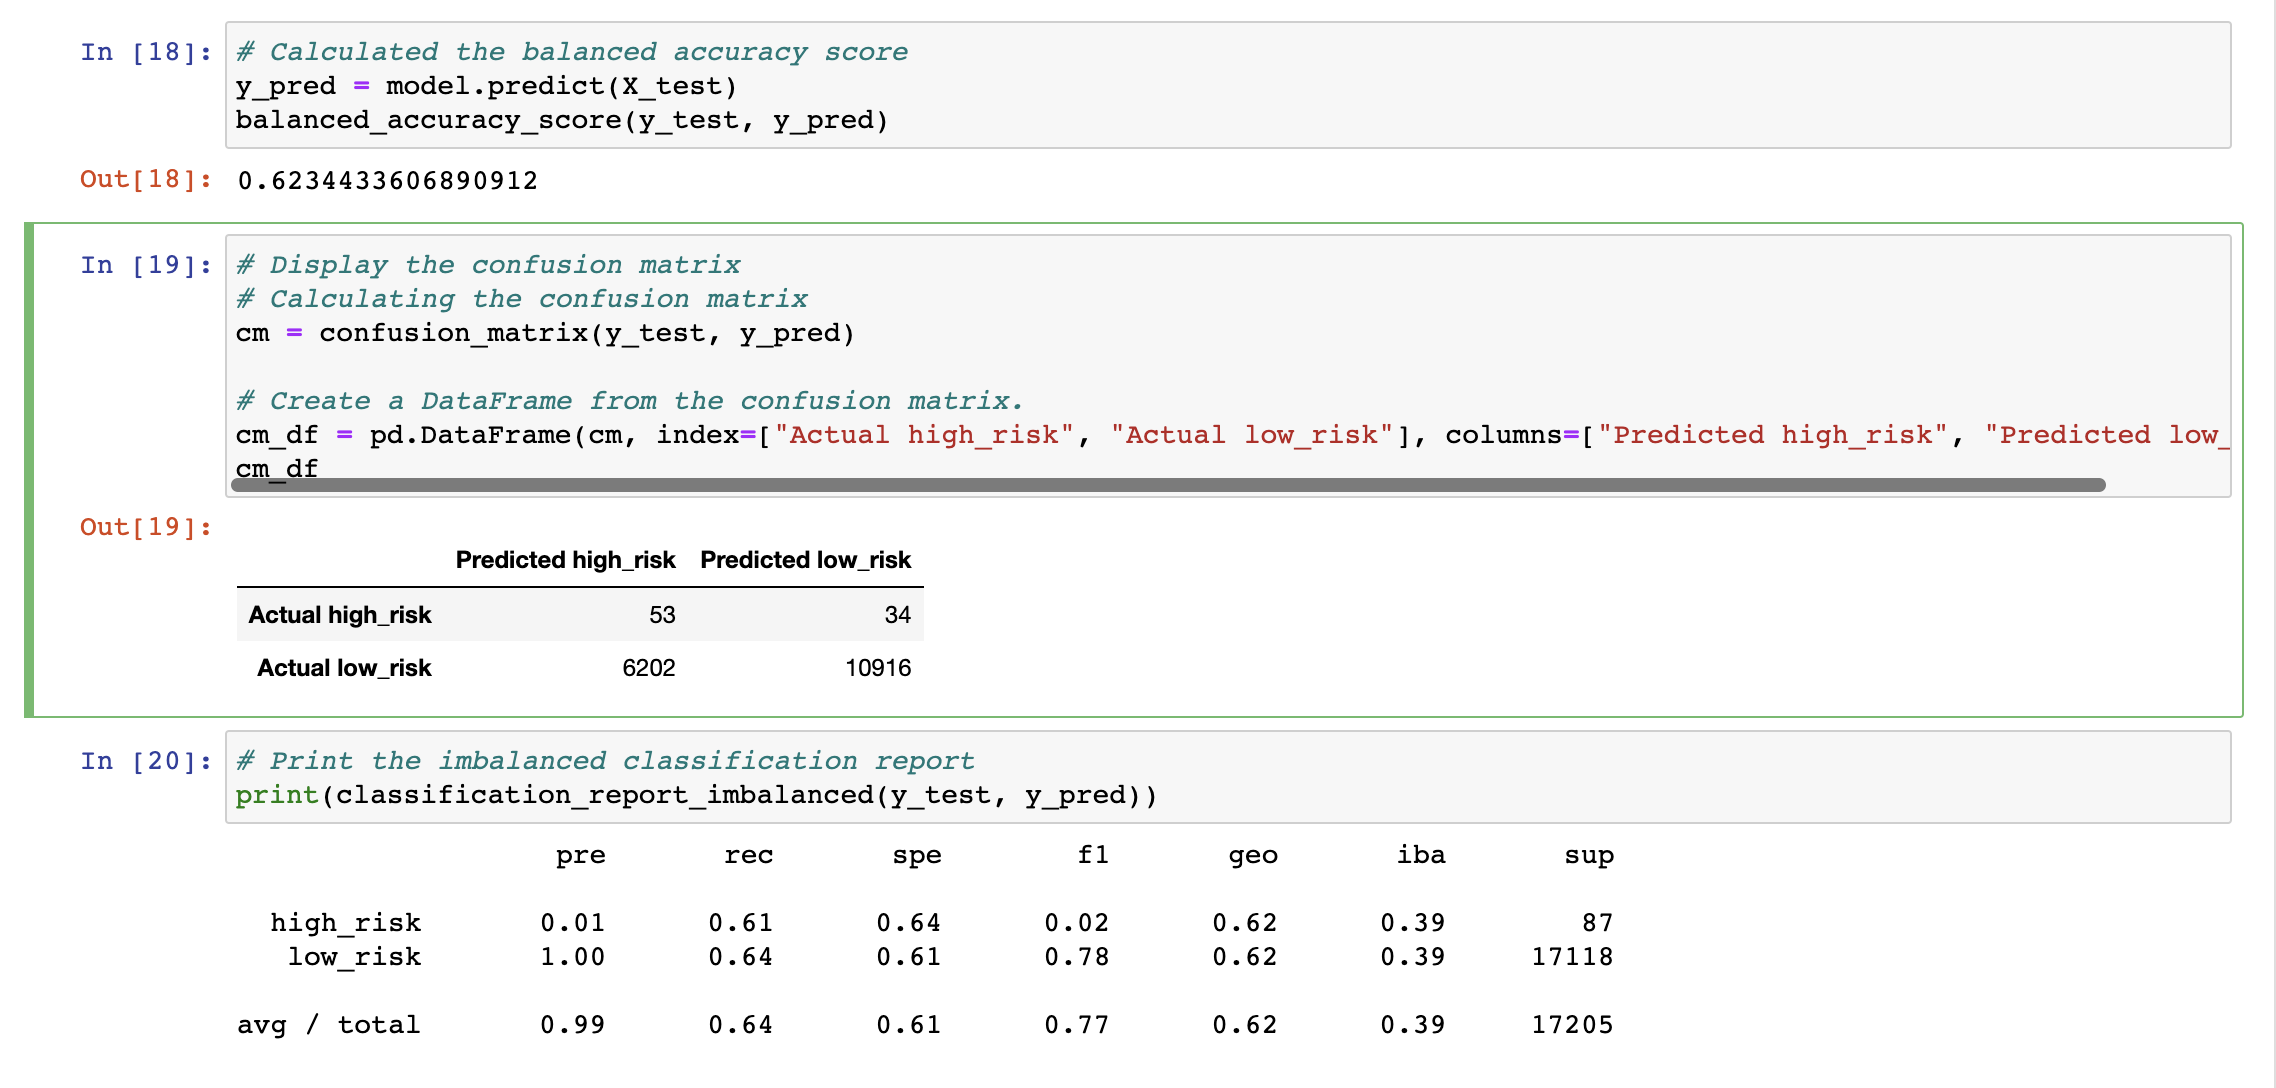 In [18]: # Calculated the balanced accuracy score
y_pred = model.predict(X_test)
balanced_accuracy_score(y_test, y_pred)
Out[18]: 0.6234433606890912
In [19]: # Display the confusion matrix
# Calculating the confusion matrix
cm = confusion_matrix(y_test, y_pred)
# Create a DataFrame from the confusion matrix.
cm_df = pd.DataFrame(cm, index=["Actual high_risk", "Actual low_risk"], columns=["Predicted high_risk", "Predicted low_
cm_df
Out[19]:
Predicted high_risk Predicted low_risk
Actual high_risk 53 34
Actual low_risk 6202 10916
In [20]: # Print the imbalanced classification report
print(classification_report_imbalanced(y_test, y_pred))
pre rec spe f1 geo iba sup
high_risk 0.01 0.61 0.64 0.02 0.62 0.39 87
low_risk 1.00 0.64 0.61 0.78 0.62 0.39 17118
avg / total 0.99 0.64 0.61 0.77 0.62 0.39 17205